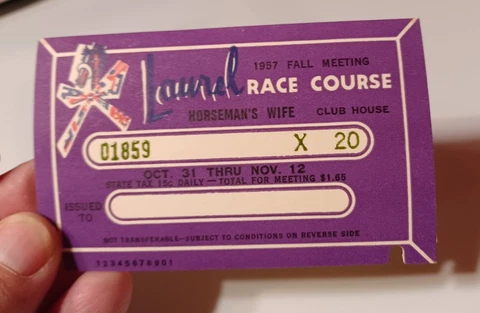 1957 FALL MEETING
Laurel RACE COURSE
HORSEMAN'S WIFE CLUB HOUSE
01859 X 20
OCT. 31 THRU NOV. 12
STATE TAX 15c DAILY—TOTAL FOR MEETING $1.65
ISSUED
TO
NOT TRANSFERABLE—SUBJECT TO CONDITIONS ON REVERSE SIDE
12345678901